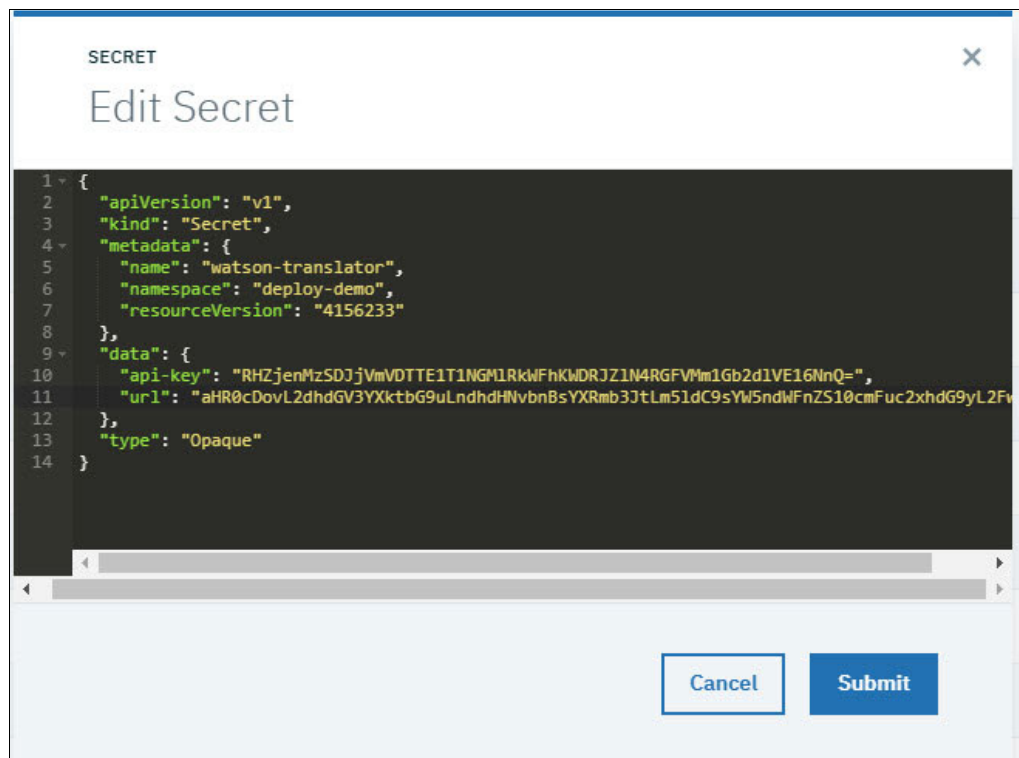 SECRET
Edit Secret
1 {
2 "apiVersion": "v1",
3 "kind": "Secret",
4 "metadata": {
5 "name": "watson-translator",
6 "namespace": "deploy-demo",
7 "resourceVersion": "4156233"
8 },
9 "data": {
10 "api-key":
11 "url":
12 },
13 "type": "Opaque"
14 }
Cancel
Submit